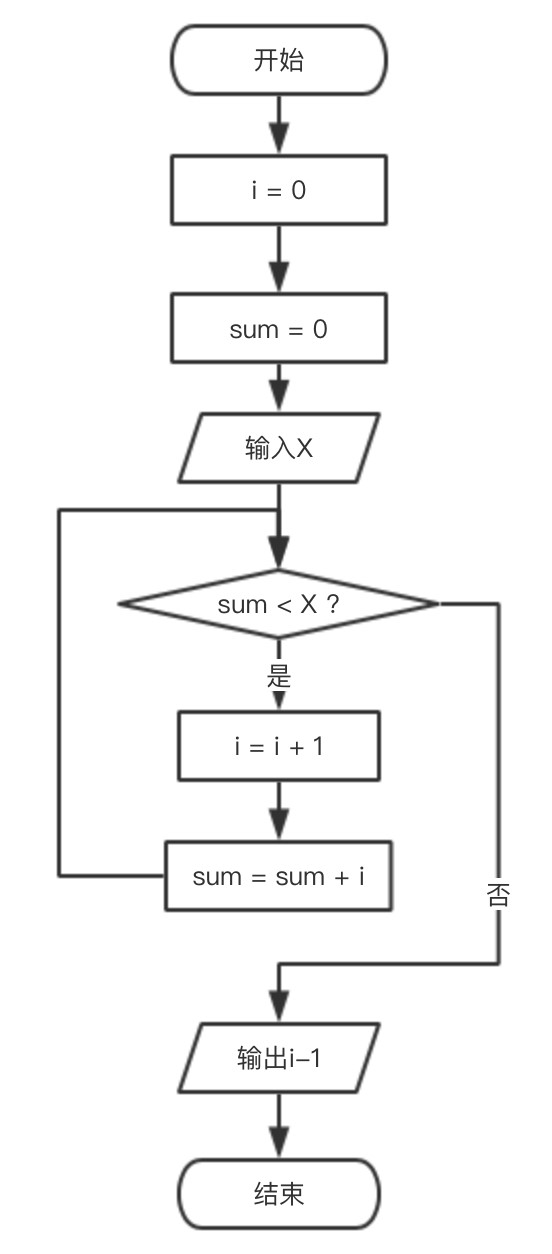 开始
i = 0
sum = 0
输入X
sum < X ?
是
i = i + 1
sum = sum + i
否
输出i-1
结束